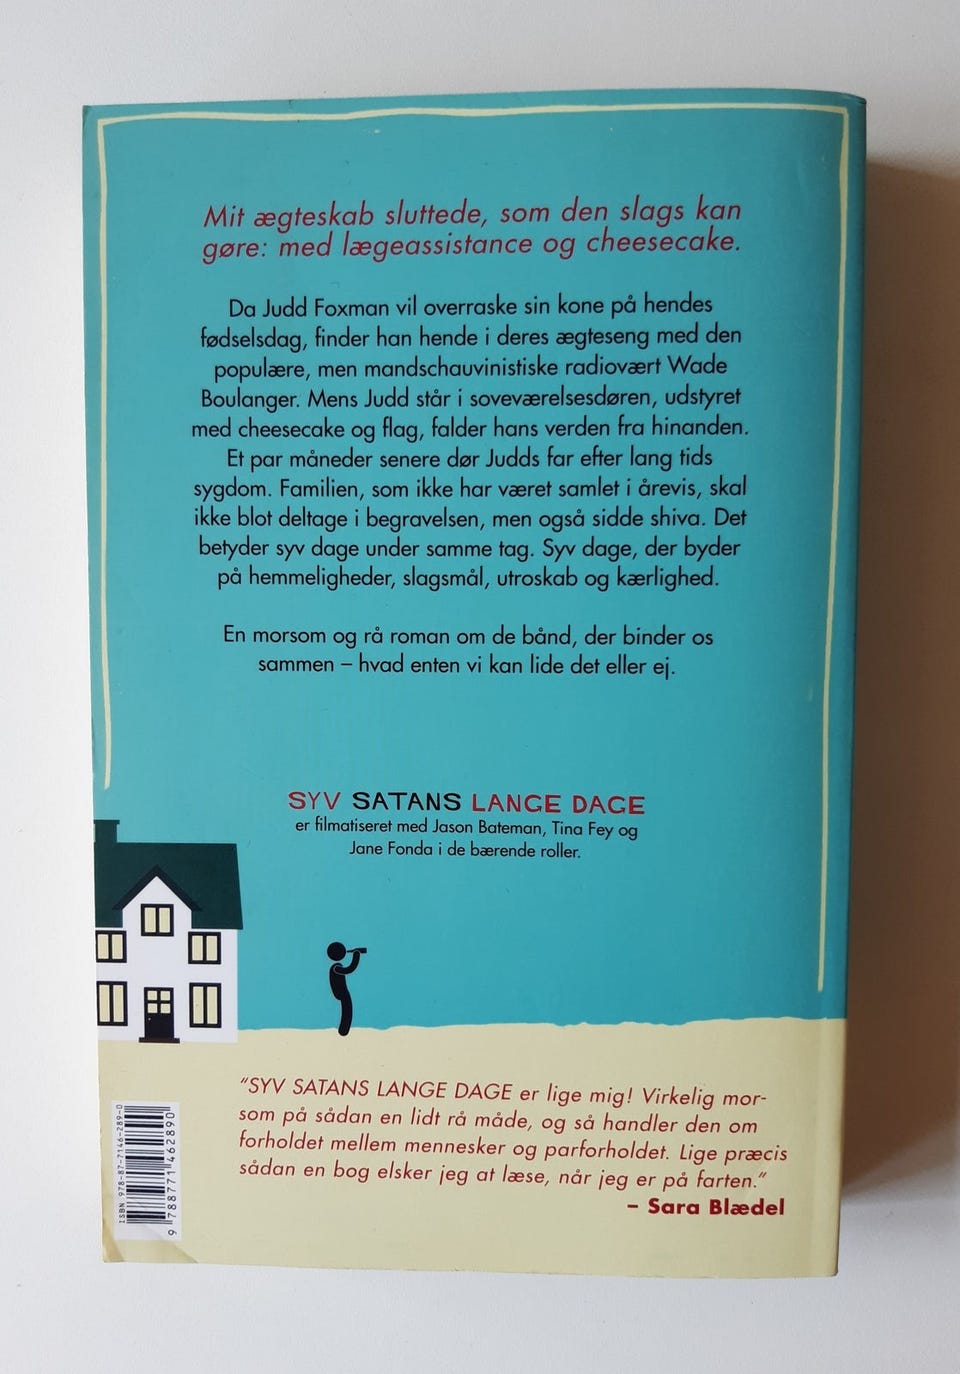 Mit ægteskab sluttede, som den slags kan
gøre: med lægeassistance og cheesecake.
Da Judd Foxman vil overraske sin kone på hendes
fødselsdag, finder han hende i deres ægteseng med den
populære, men mandschauvinistiske radiovært Wade
Boulanger. Mens Judd står i soveværelsesdøren, udstyret
med cheesecake og flag, falder hans verden fra hinanden.
Et par måneder senere dør Judds far efter lang tids
sygdom. Familien, som ikke har været samlet i årevis, skal
ikke blot deltage i begravelsen, men også sidde shiva. Det
betyder syv dage under samme tag. Syv dage, der byder
på hemmeligheder, slagsmål, utroskab og kærlighed.
En morsom og rå roman om de bånd, der binder os
sammen – hvad enten vi kan lide det eller ej.
SYV SATANS LANGE DAGE
er filmatiseret med Jason Bateman, Tina Fey og
Jane Fonda i de bærende roller.
"SYV SATANS LANGE DAGE er lige mig! Virkelig mor-
som på sådan en lidt rå måde, og så handler den om
forholdet mellem mennesker og parforholdet. Lige præcis
sådan en bog elsker jeg at læse, når jeg er på farten."
– Sara Blædel
ISBN 978-87-7146-289-0
9 788771 462890